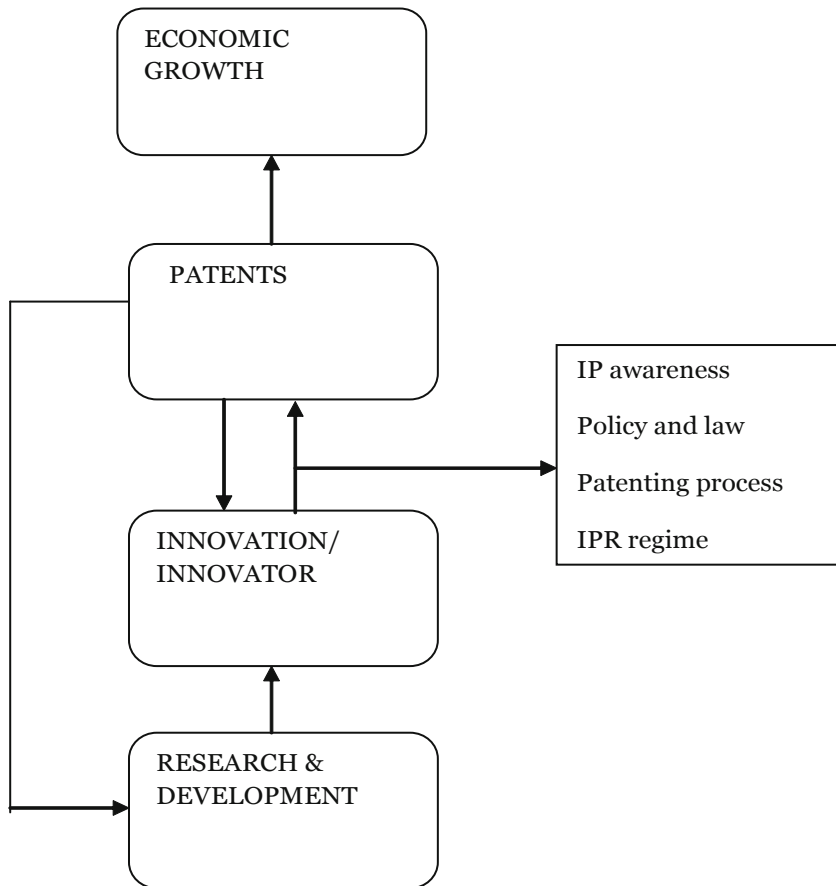 ECONOMIC
GROWTH
PATENTS
IP awareness
Policy and law
Patenting process
IPR regime
INNOVATION/
INNOVATOR
RESEARCH &
DEVELOPMENT